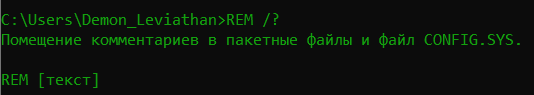 C:\Users\Demon_Leviathan>REM /?
Помещение комментариев в пакетные файлы и файл CONFIG.SYS.
REM [текст]